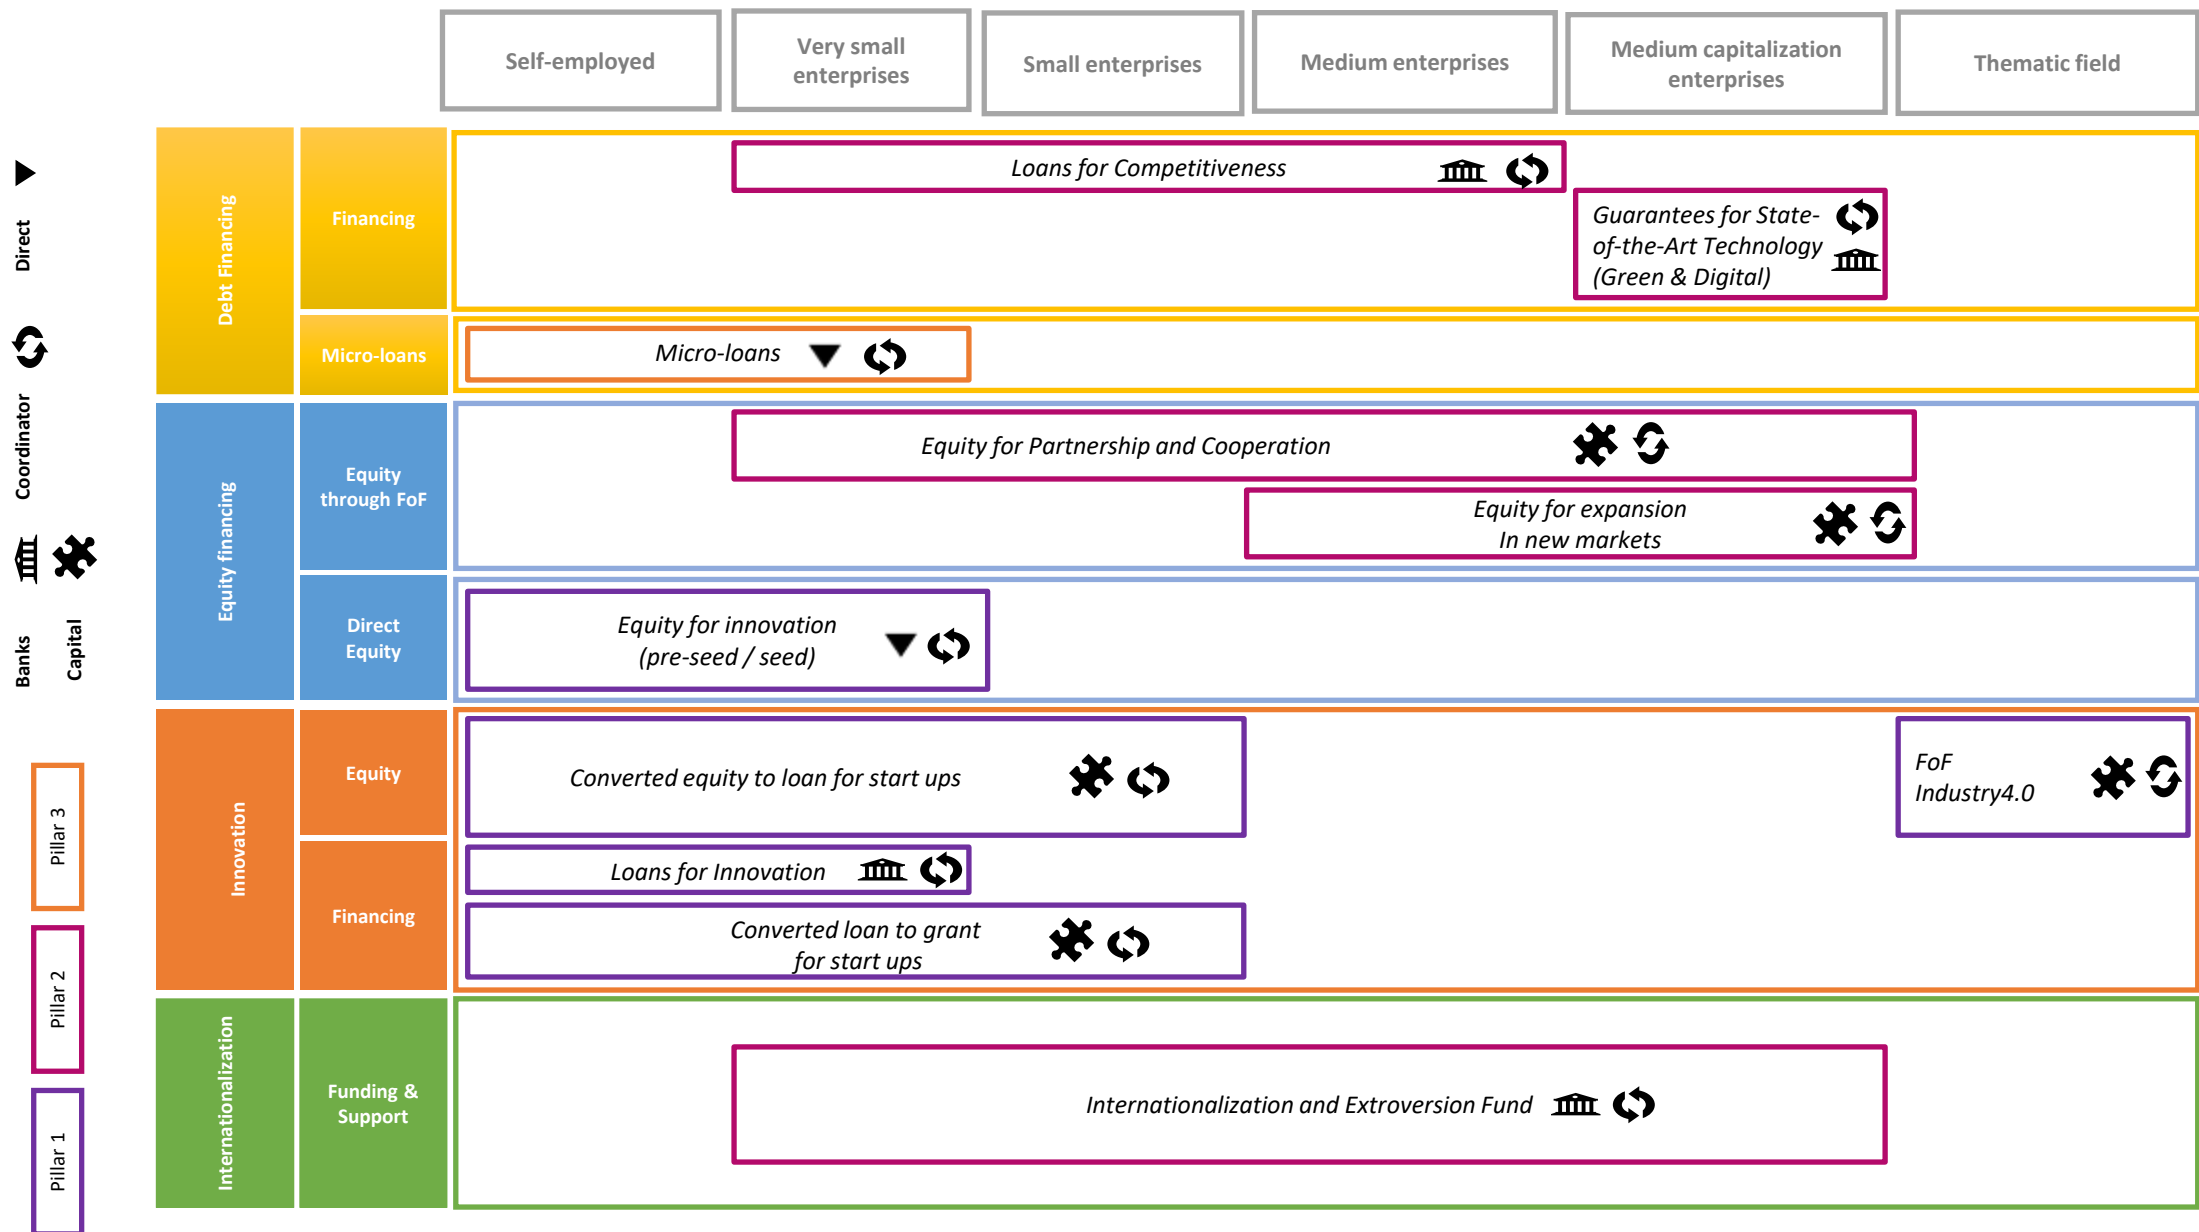 Self-employed
Very small
enterprises
Small enterprises
Medium enterprises
Medium capitalization
enterprises
Thematic field
Direct
Coordinator
Banks
Capital
Pillar 3
Pillar 2
Pillar 1
Debt Financing
Financing
Loans for Competitiveness
Guarantees for State-
of-the-Art Technology
(Green & Digital)
Micro-loans
Micro-loans
Equity financing
Equity
through FoF
Equity for Partnership and Cooperation
Equity for expansion
In new markets
Direct
Equity
Equity for innovation
(pre-seed / seed)
Innovation
Equity
Converted equity to loan for start ups
FoF
Industry4.0
Financing
Loans for Innovation
Converted loan to grant
for start ups
Internationalization
Funding &
Support
Internationalization and Extroversion Fund